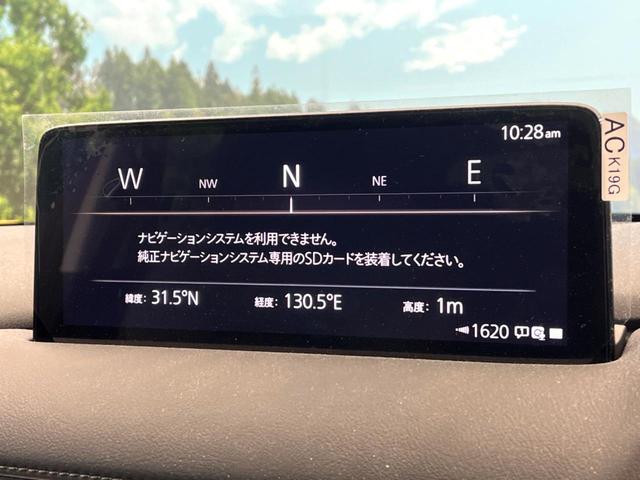 10:28am
W NW N NE E
ナビゲーションシステムを利用できません。
純正ナビゲーションシステム専用のSDカードを装着してください。
緯度: 31.5°N 経度: 130.5°E 高度: 1m
1620
AC K19G